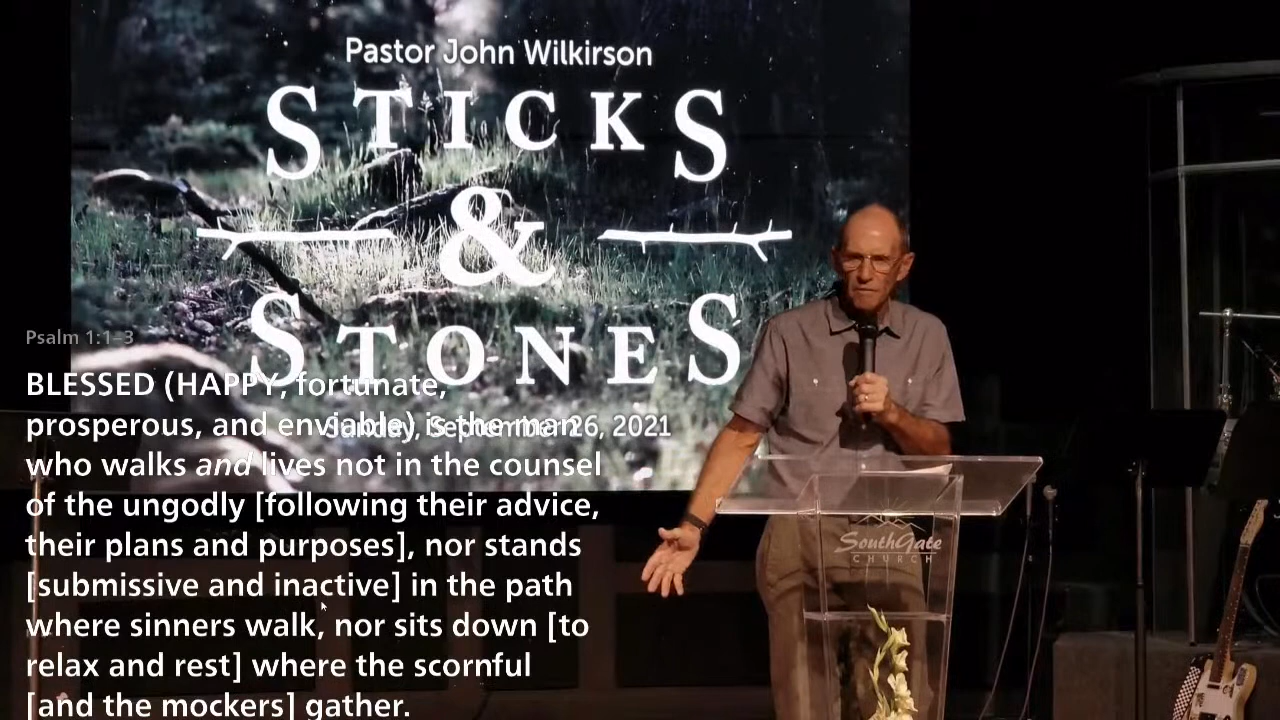 Pastor John Wilkirson
STICKS
&
STONES
Sunday, September 26, 2021
Psalm 1:1-3
BLESSED (HAPPY, fortunate,
prosperous, and enviable) is the man
who walks and lives not in the counsel
of the ungodly [following their advice,
their plans and purposes], nor stands
[submissive and inactive] in the path
where sinners walk, nor sits down [to
relax and rest] where the scornful
[and the mockers] gather.
SouthGate
CHURCH